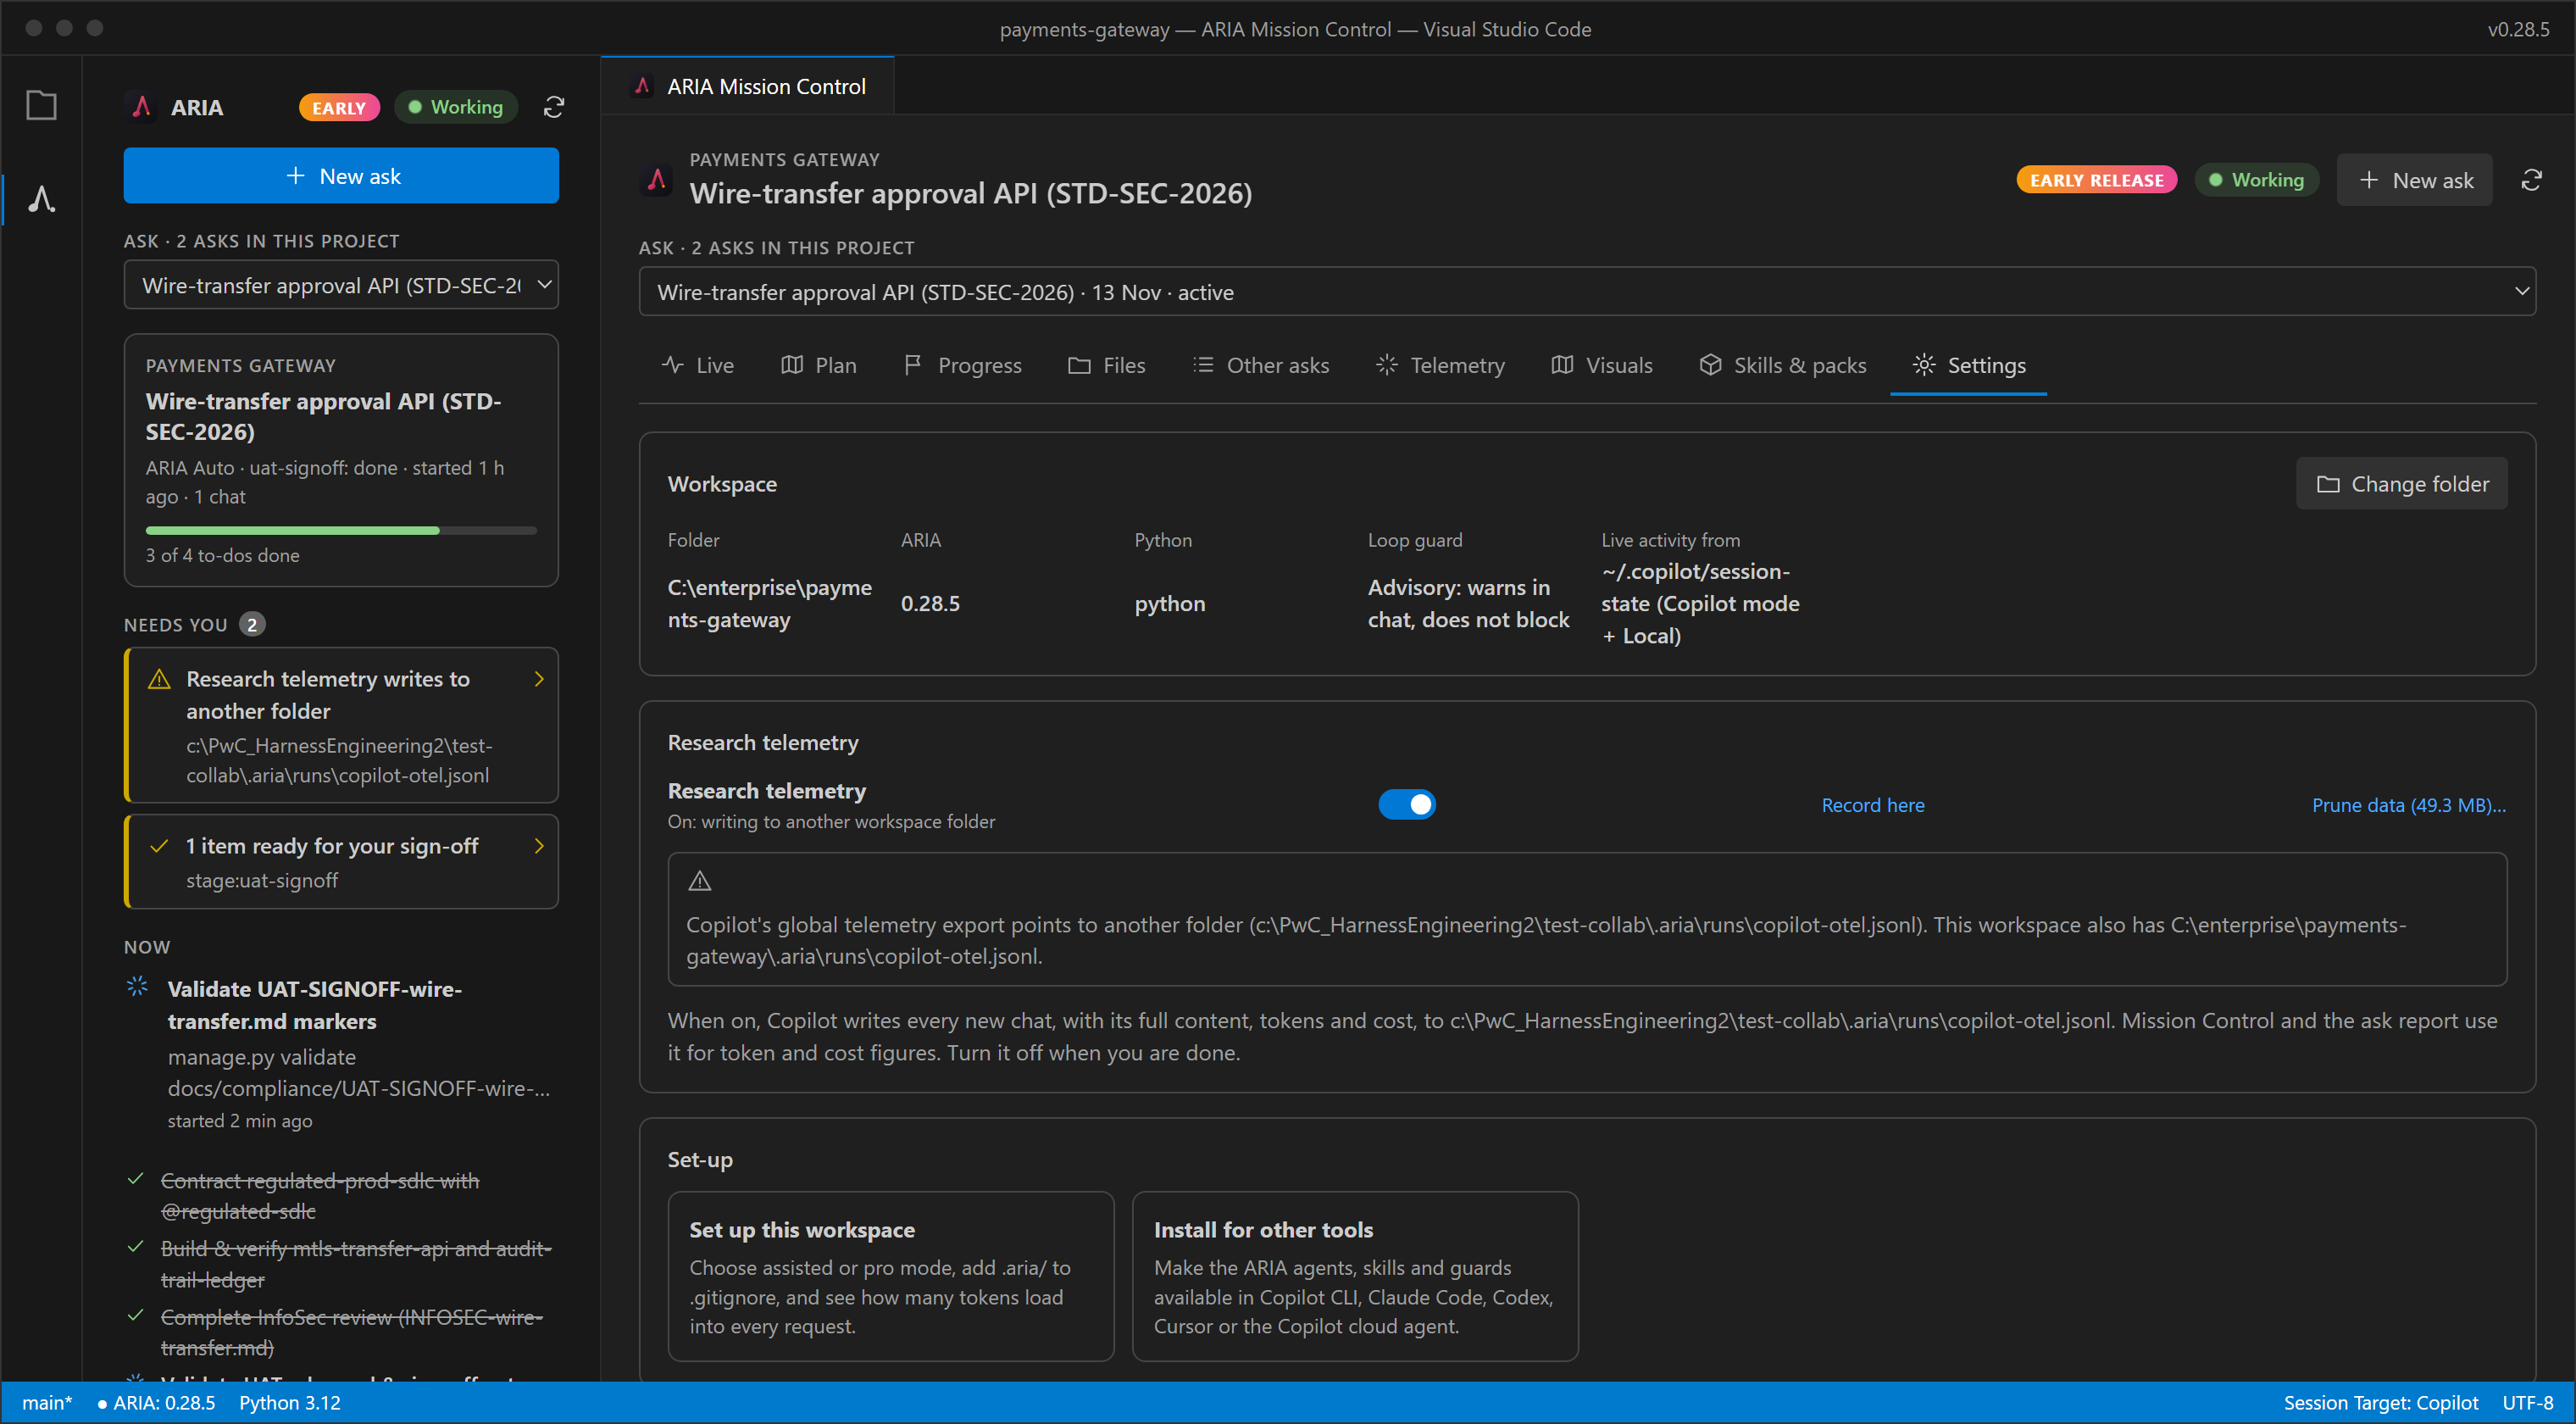 payments-gateway — ARIA Mission Control — Visual Studio Code
v0.28.5
ARIA
EARLY
Working
New ask
ASK · 2 ASKS IN THIS PROJECT
Wire-transfer approval API (STD-SEC-2
PAYMENTS GATEWAY
Wire-transfer approval API (STD-
SEC-2026)
ARIA Auto · uat-signoff: done · started 1 h
ago · 1 chat
3 of 4 to-dos done
NEEDS YOU 2
Research telemetry writes to
another folder
c:\PwC_HarnessEngineering2\test-
collab\.aria\runs\copilot-otel.jsonl
1 item ready for your sign-off
stage:uat-signoff
NOW
Validate UAT-SIGNOFF-wire-
transfer.md markers
manage.py validate
docs/compliance/UAT-SIGNOFF-wire-...
started 2 min ago
Contract regulated-prod-sdlc with
@regulated-sdlc
Build & verify mtls-transfer-api and audit-
trail-ledger
Complete InfoSec review (INFOSEC-wire-
transfer.md)
ARIA Mission Control
PAYMENTS GATEWAY
Wire-transfer approval API (STD-SEC-2026)
EARLY RELEASE
Working
New ask
ASK · 2 ASKS IN THIS PROJECT
Wire-transfer approval API (STD-SEC-2026) · 13 Nov · active
Live
Plan
Progress
Files
Other asks
Telemetry
Visuals
Skills & packs
Settings
Workspace
Change folder
Folder
C:\enterprise\payme
nts-gateway
ARIA
0.28.5
Python
python
Loop guard
Advisory: warns in
chat, does not block
Live activity from
~/.copilot/session-
state (Copilot mode
+ Local)
Research telemetry
Research telemetry
On: writing to another workspace folder
Record here
Prune data (49.3 MB)...
Copilot's global telemetry export points to another folder (c:\PwC_HarnessEngineering2\test-collab\.aria\runs\copilot-otel.jsonl). This workspace also has C:\enterprise\payments-
gateway\.aria\runs\copilot-otel.jsonl.
When on, Copilot writes every new chat, with its full content, tokens and cost, to c:\PwC_HarnessEngineering2\test-collab\.aria\runs\copilot-otel.jsonl. Mission Control and the ask report use
it for token and cost figures. Turn it off when you are done.
Set-up
Set up this workspace
Choose assisted or pro mode, add .aria/ to
.gitignore, and see how many tokens load
into every request.
Install for other tools
Make the ARIA agents, skills and guards
available in Copilot CLI, Claude Code, Codex,
Cursor or the Copilot cloud agent.
main*
ARIA: 0.28.5
Python 3.12
Session Target: Copilot
UTF-8